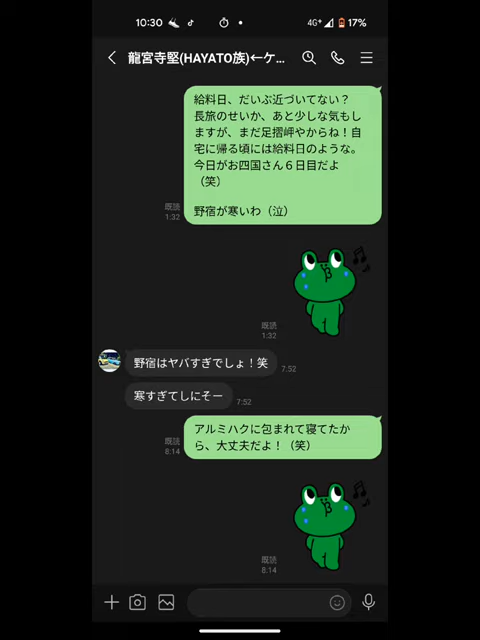 10:30
4G+
17%
龍宮寺堅(HAYATO族)←ケ...
給料日、だいぶ近づいてない？
長旅のせいか、あと少しな気もし
ますが、まだ足摺岬やからね！自
宅に帰る頃には給料日のような。
今日がお四国さん６日目だよ
（笑）
野宿が寒いわ（泣）
既読
1:32
既読
1:32
野宿はヤバすぎでしょ！笑
7:52
寒すぎてしにそー
7:52
アルミハクに包まれて寝てたか
ら、大丈夫だよ！（笑）
既読
8:14
既読
8:14